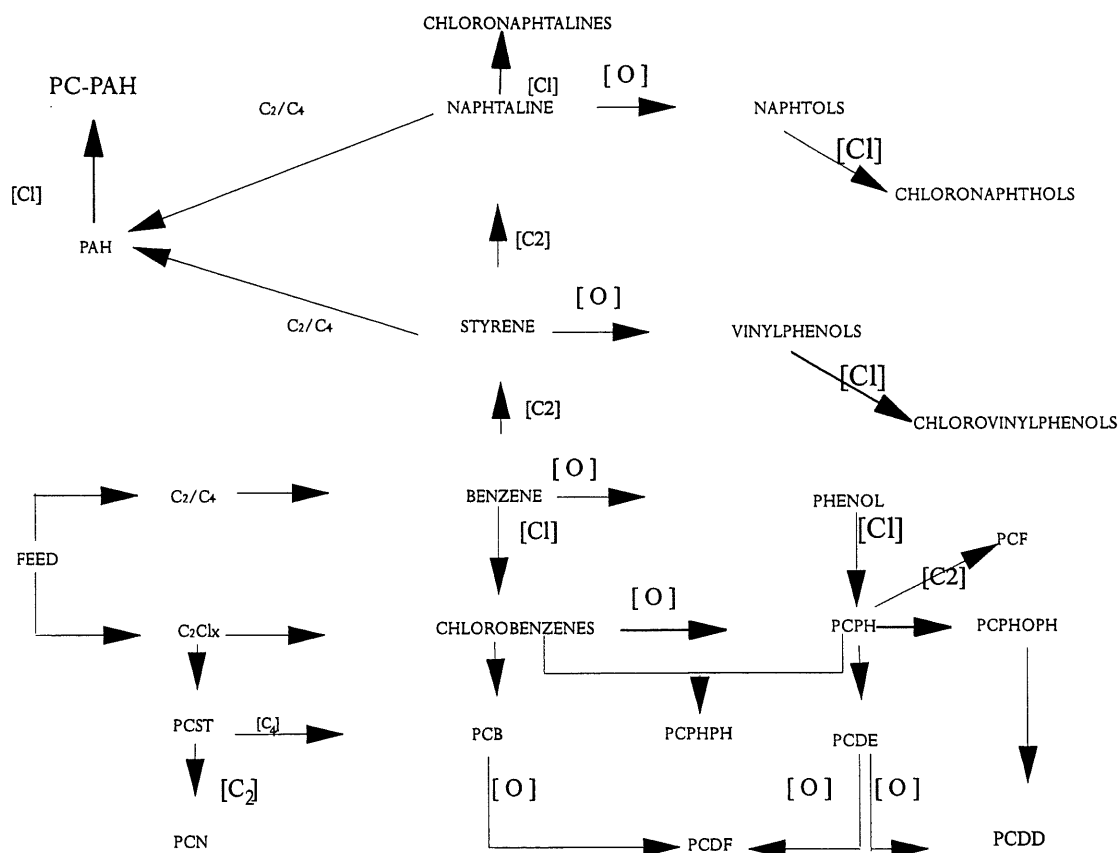 CHLORONAPHTALINES
PC-PAH
C2/C4
[Cl]
[ O ]
NAPHTALINE
NAPHTOLS
[Cl]
[Cl]
CHLORONAPHTHOLS
PAH
[C2]
[ O ]
C2/C4
STYRENE
VINYLPHENOLS
[Cl]
[C2]
CHLOROVINYLPHENOLS
[ O ]
C2/C4
BENZENE
PHENOL
[Cl]
[Cl]
PCF
FEED
[C2]
[ O ]
C2Clx
CHLOROBENZENES
PCPH
PCPHOPH
PCST
[C4]
PCB
PCPHPH
PCDE
[C2]
[ O ]
[ O ]
[ O ]
PCN
PCDF
PCDD